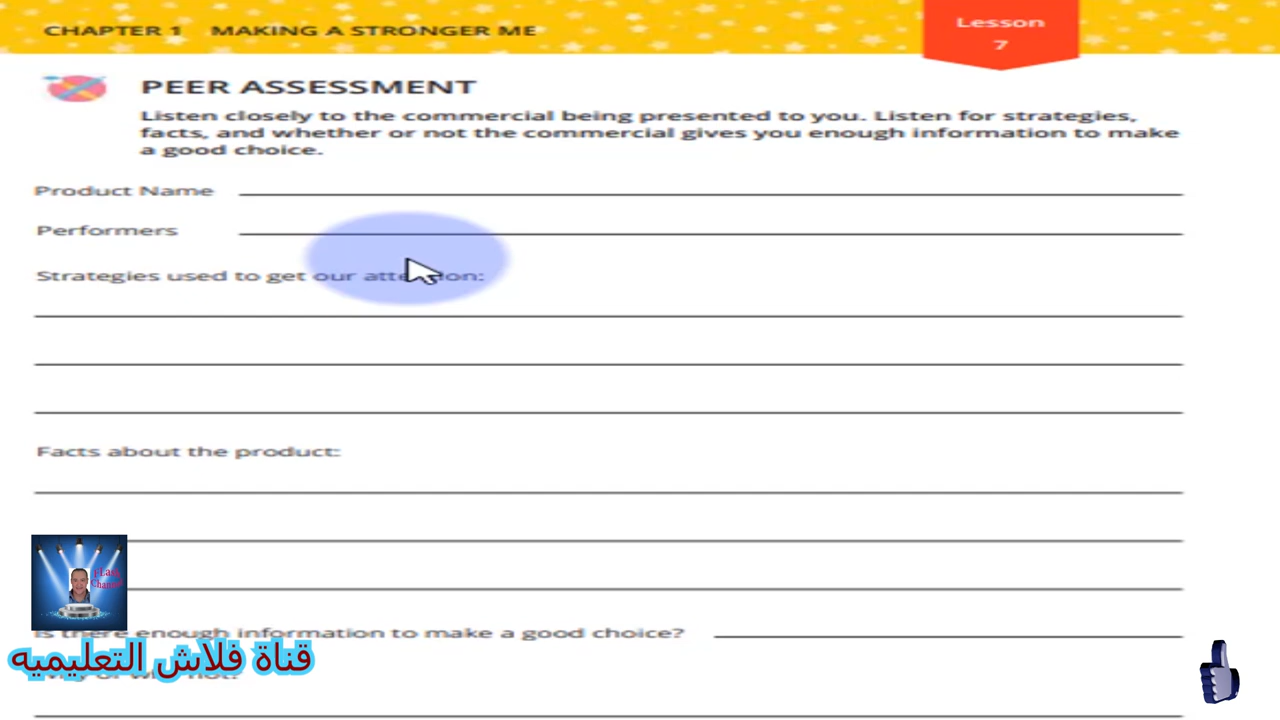 CHAPTER 1 MAKING A STRONGER ME
Lesson
7
PEER ASSESSMENT
Listen closely to the commercial being presented to you. Listen for strategies,
facts, and whether or not the commercial gives you enough information to make
a good choice.
Product Name
Performers
Strategies used to get our attention:
Facts about the product:
Flash
Channel
Is there enough information to make a good choice?
قناة فلاش التعليميه